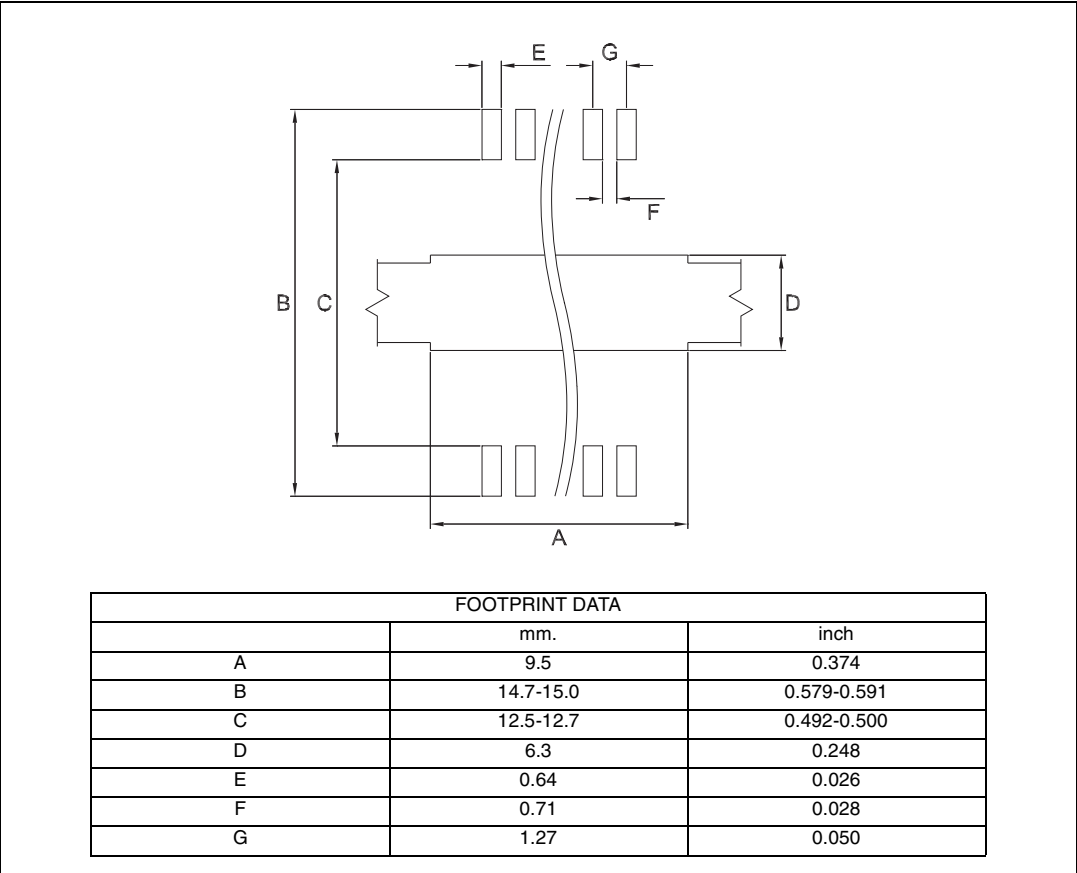 E G
F
B C D
A
FOOTPRINT DATA
mm. inch
A 9.5 0.374
B 14.7-15.0 0.579-0.591
C 12.5-12.7 0.492-0.500
D 6.3 0.248
E 0.64 0.026
F 0.71 0.028
G 1.27 0.050